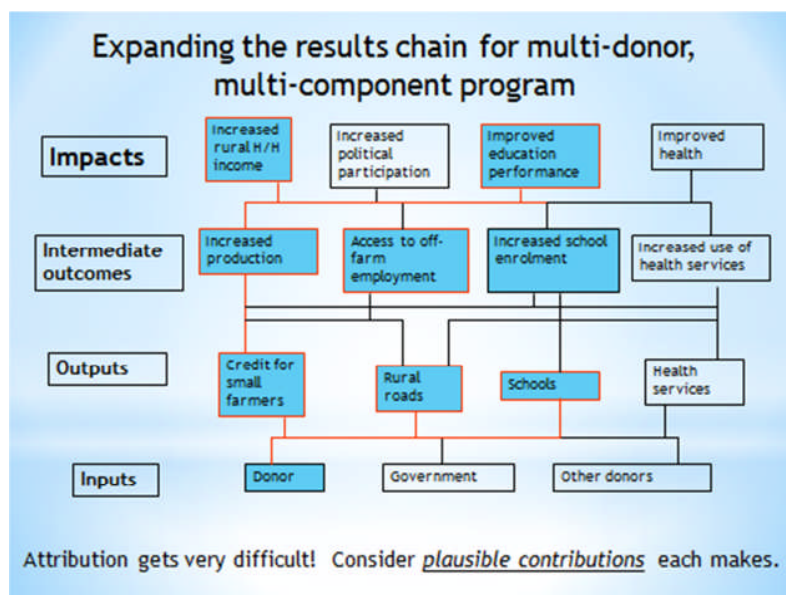 Expanding the results chain for multi-donor,
multi-component program
Impacts
Increased
rural H/H
income
Increased
political
participation
Improved
education
performance
Improved
health
Intermediate
outcomes
Increased
production
Access to off-
farm
employment
Increased school
enrolment
Increased use of
health services
Outputs
Credit for
small
farmers
Rural
roads
Schools
Health
services
Inputs
Donor
Government
Other donors
Attribution gets very difficult! Consider plausible contributions each makes.